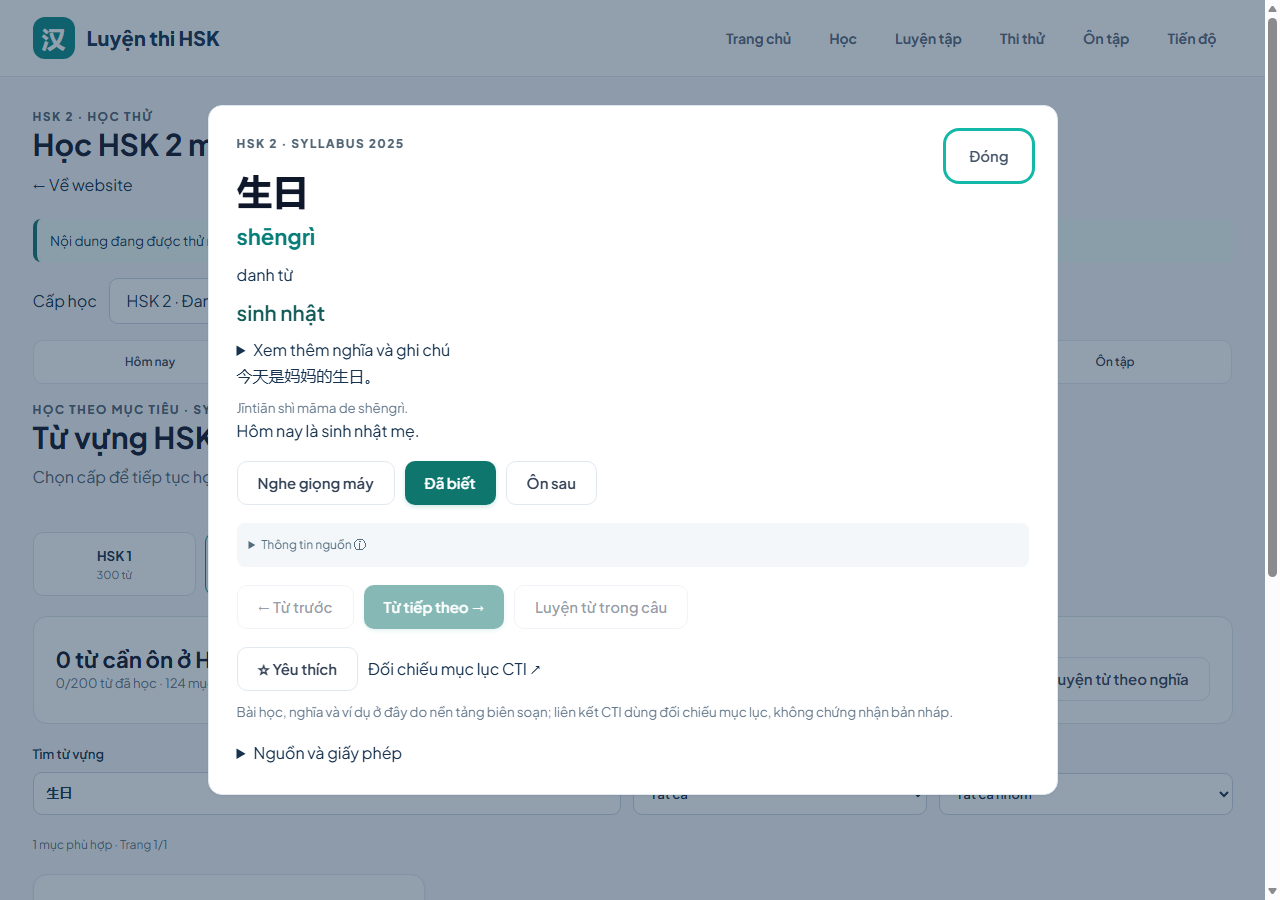 汉 Luyện thi HSK
Trang chủ Học Luyện tập Thi thử Ôn tập Tiến độ
HSK 2 · HỌC THỬ
Học HSK 2 m
← Về website
Nội dung đang được thử
Cấp học HSK 2 · Đan
Hôm nay
Ôn tập
HỌC THEO MỤC TIÊU · SY
Từ vựng HSK
Chọn cấp để tiếp tục họ
HSK 1
300 từ
0 từ cần ôn ở H
0/200 từ đã học · 124 mụ
uyện từ theo nghĩa
Tìm từ vựng
生日
Tất cả
Tất cả nhóm
1 mục phù hợp · Trang 1/1
HSK 2 · SYLLABUS 2025
Đóng
生日
shēngrì
danh từ
sinh nhật
▶ Xem thêm nghĩa và ghi chú
今天是妈妈的生日。
Jīntiān shì māma de shēngrì.
Hôm nay là sinh nhật mẹ.
Nghe giọng máy Đã biết Ôn sau
▶ Thông tin nguồn ⓘ
← Từ trước Từ tiếp theo → Luyện từ trong câu
☆ Yêu thích Đối chiếu mục lục CTI ↗
Bài học, nghĩa và ví dụ ở đây do nền tảng biên soạn; liên kết CTI dùng đối chiếu mục lục, không chứng nhận bản nháp.
▶ Nguồn và giấy phép